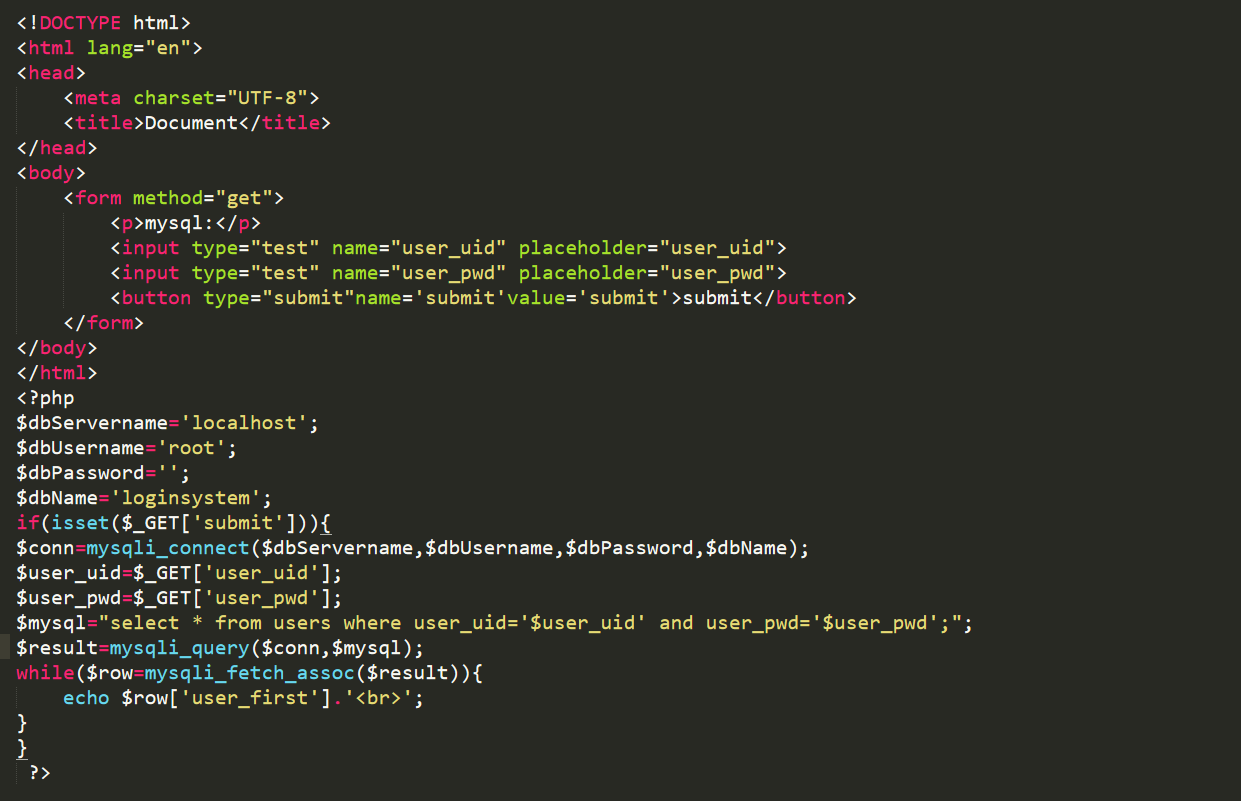 <!DOCTYPE html>
<html lang="en">
<head>
    <meta charset="UTF-8">
    <title>Document</title>
</head>
<body>
    <form method="get">
        <p>mysql:</p>
        <input type="test" name="user_uid" placeholder="user_uid">
        <input type="test" name="user_pwd" placeholder="user_pwd">
        <button type="submit"name='submit'value='submit'>submit</button>
    </form>
</body>
</html>
<?php
$dbServername='localhost';
$dbUsername='root';
$dbPassword='';
$dbName='loginsystem';
if(isset($_GET['submit'])){
$conn=mysqli_connect($dbServername,$dbUsername,$dbPassword,$dbName);
$user_uid=$_GET['user_uid'];
$user_pwd=$_GET['user_pwd'];
$mysql="select * from users where user_uid='$user_uid' and user_pwd='$user_pwd';";
$result=mysqli_query($conn,$mysql);
while($row=mysqli_fetch_assoc($result)){
    echo $row['user_first'].'<br>';
}
}
 ?>